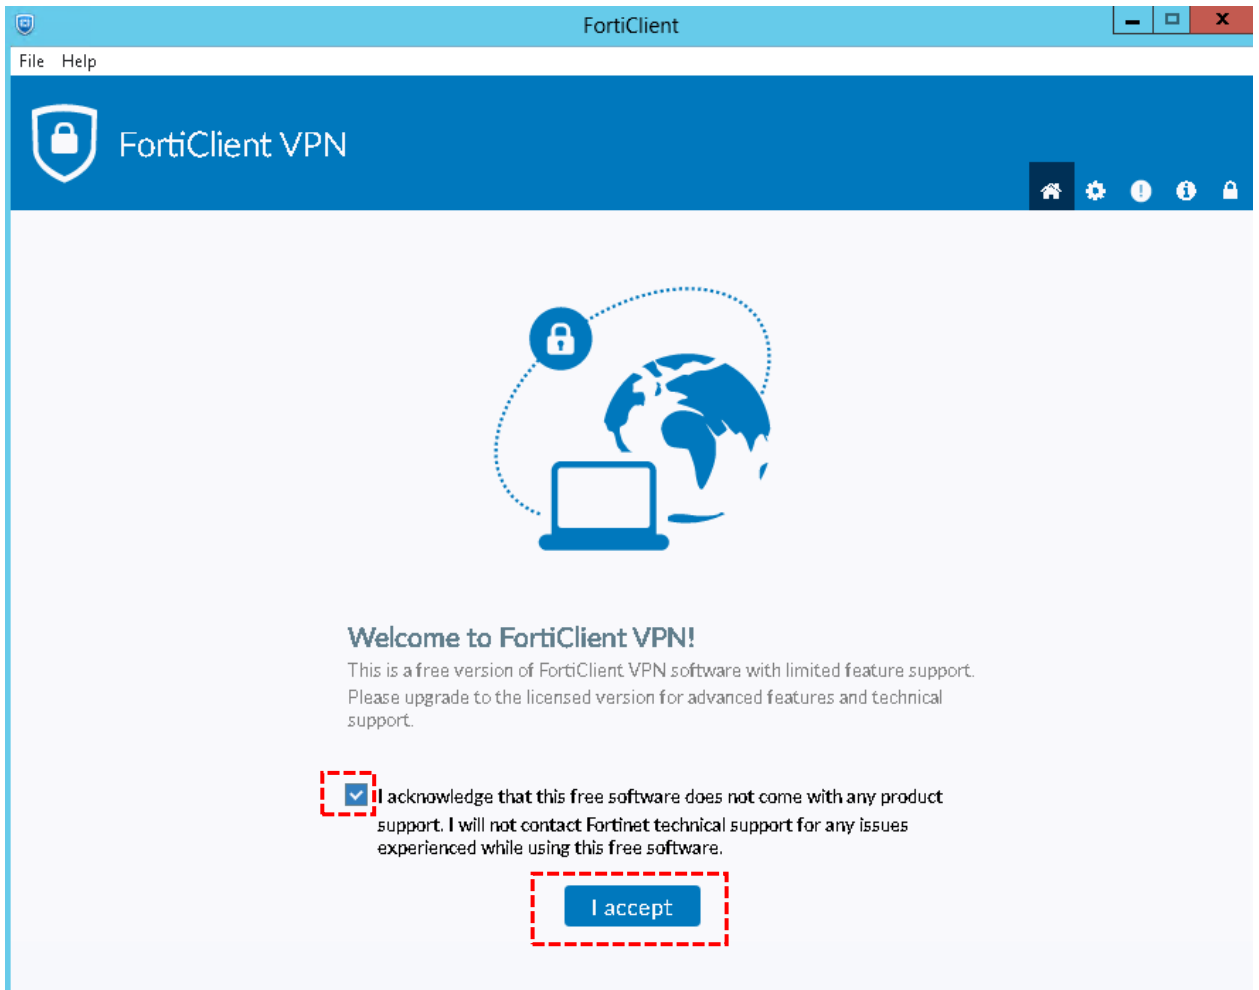 FortiClient
File Help
FortiClient VPN
Welcome to FortiClient VPN!
This is a free version of FortiClient VPN software with limited feature support.
Please upgrade to the licensed version for advanced features and technical
support.
I acknowledge that this free software does not come with any product
support. I will not contact Fortinet technical support for any issues
experienced while using this free software.
I accept